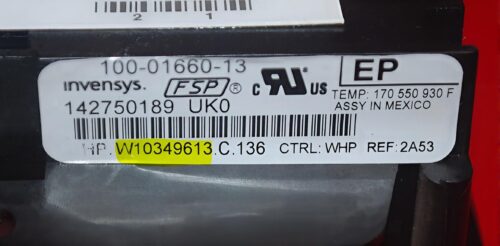 2 1
100-01660-13
invensys. FSP® c RU US
EP
TEMP: 170 550 930 F
ASSY IN MEXICO
142750189 UK0
HP.W10349613.C.136 CTRL: WHP REF: 2A53